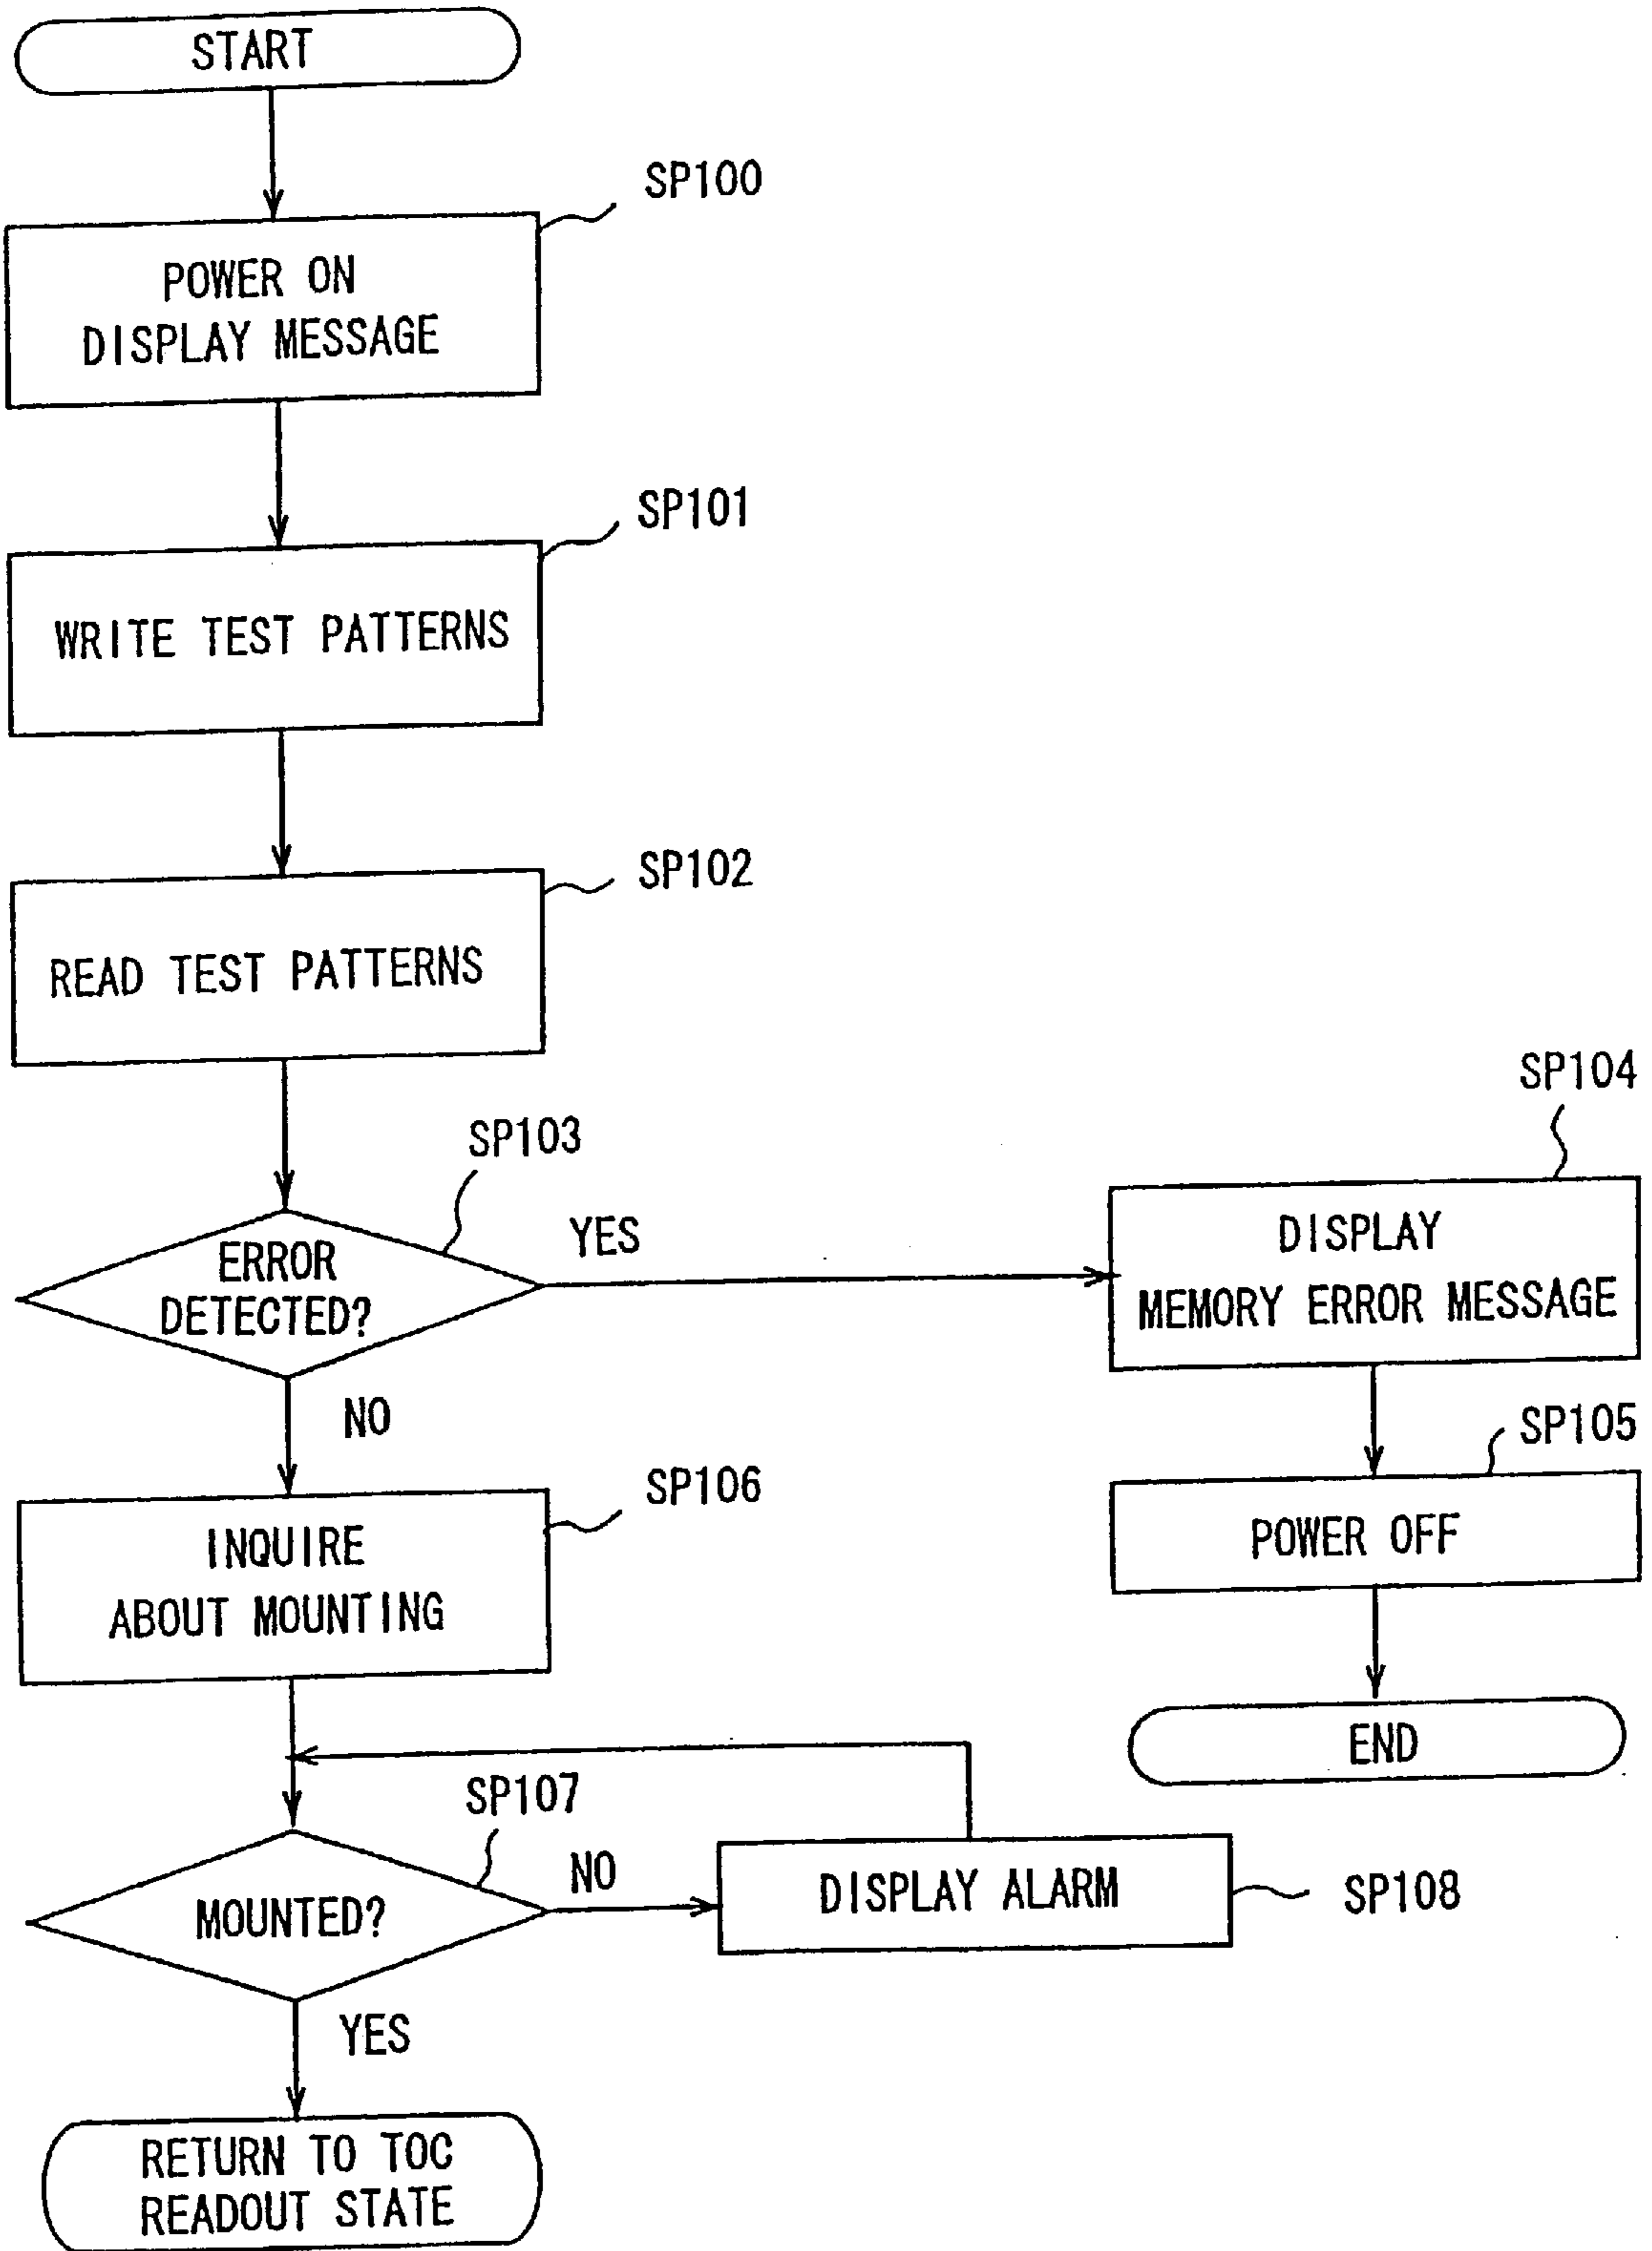 START
SP100
POWER ON
DISPLAY MESSAGE
SP101
WRITE TEST PATTERNS
SP102
READ TEST PATTERNS
SP103
ERROR
DETECTED?
YES
SP104
DISPLAY
MEMORY ERROR MESSAGE
NO
SP105
POWER OFF
END
SP106
INQUIRE
ABOUT MOUNTING
SP107
MOUNTED?
NO
DISPLAY ALARM
SP108
YES
RETURN TO TOC
READOUT STATE